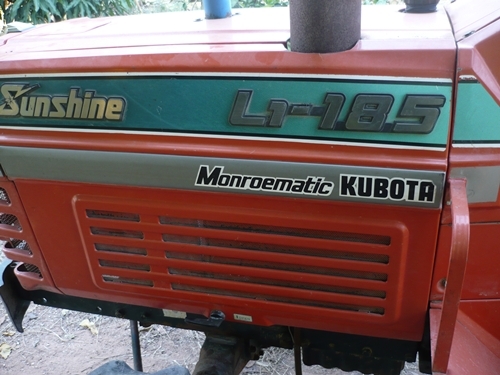 Sunshine L1-185
Monroematic KUBOTA